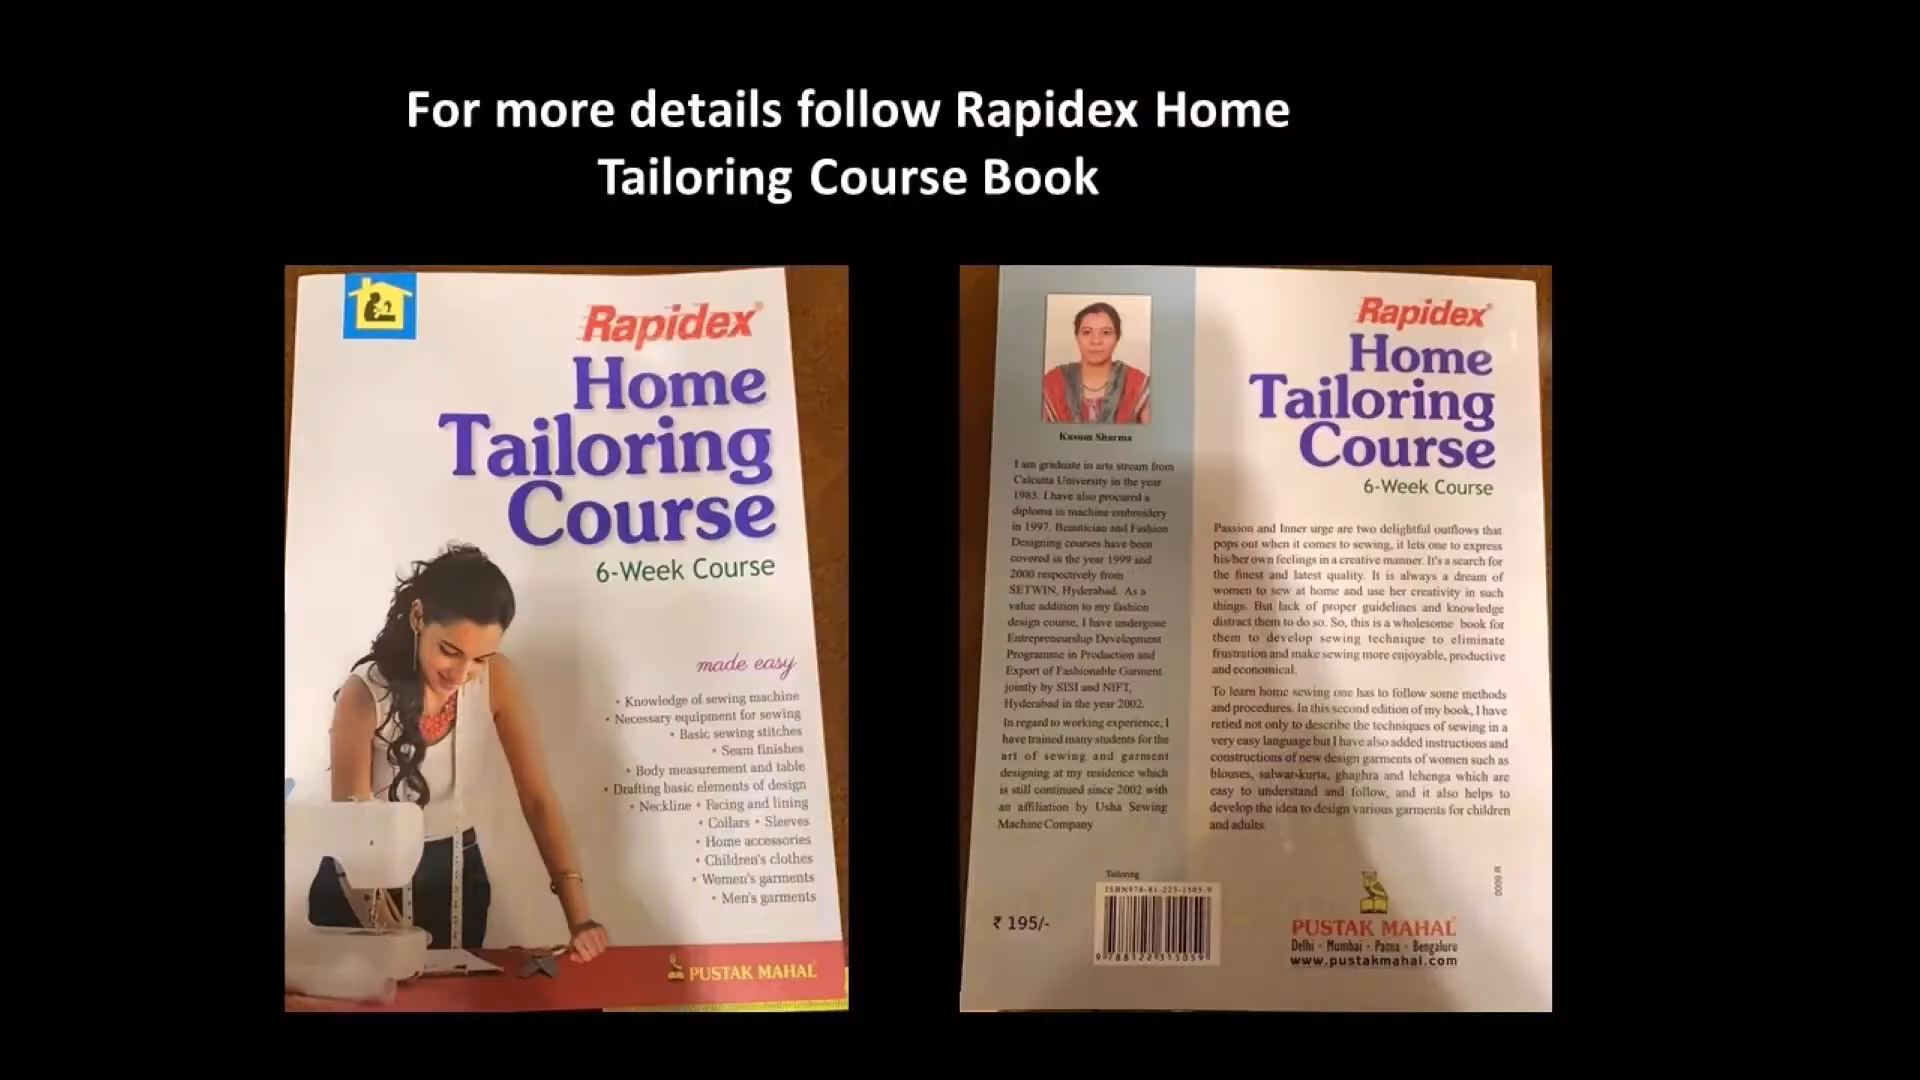 For more details follow Rapidex Home
Tailoring Course Book
Rapidex®
Home
Tailoring
Course
6-Week Course
made easy
• Knowledge of sewing machine
• Necessary equipment for sewing
• Basic sewing stitches
• Seam finishes
• Body measurement and table
• Drafting basic elements of design
• Neckline • Facing and lining
• Collars • Sleeves
• Home accessories
• Children's clothes
• Women's garments
• Men's garments
PUSTAK MAHAL
Kusum Sharma
I am graduate in arts stream from
Calcutta University in the year
1985. I have also procured a
diploma in machine embroidery
in 1997. Beautician and Fashion
Designing courses have been
covered in the year 1999 and
2000 respectively from
SETWIN, Hyderabad. As a
value addition to my fashion
design course, I have undergone
Entrepreneurship Development
Programme in Production and
Export of Fashionable Garment
jointly by SISI and NIFT,
Hyderabad in the year 2002.
In regard to working experience, I
have trained many students for the
art of sewing and garment
designing at my residence which
is still continued since 2002 with
an affiliation by Usha Sewing
Machine Company
Rapidex®
Home
Tailoring
Course
6-Week Course
Passion and Inner urge are two delightful outflows that
pops out when it comes to sewing, it lets one to express
his/her own feelings in a creative manner. It's a search for
the finest and latest quality. It is always a dream of
women to sew at home and use her creativity in such
things. But lack of proper guidelines and knowledge
distract them to do so. So, this is a wholesome book for
them to develop sewing technique to eliminate
frustration and make sewing more enjoyable, productive
and economical.
To learn home sewing one has to follow some methods
and procedures. In this second edition of my book, I have
retied not only to describe the techniques of sewing in a
very easy language but I have also added instructions and
constructions of new design garments of women such as
blouses, salwar-kurta, ghaghra and lehenga which are
easy to understand and follow, and it also helps to
develop the idea to design various garments for children
and adults.
Tailoring
ISBN 978-81-223-1505-9
9 788122 315059
₹ 195/-
0009 R
PUSTAK MAHAL
Delhi • Mumbai • Patna • Bengaluru
www.pustakmahal.com